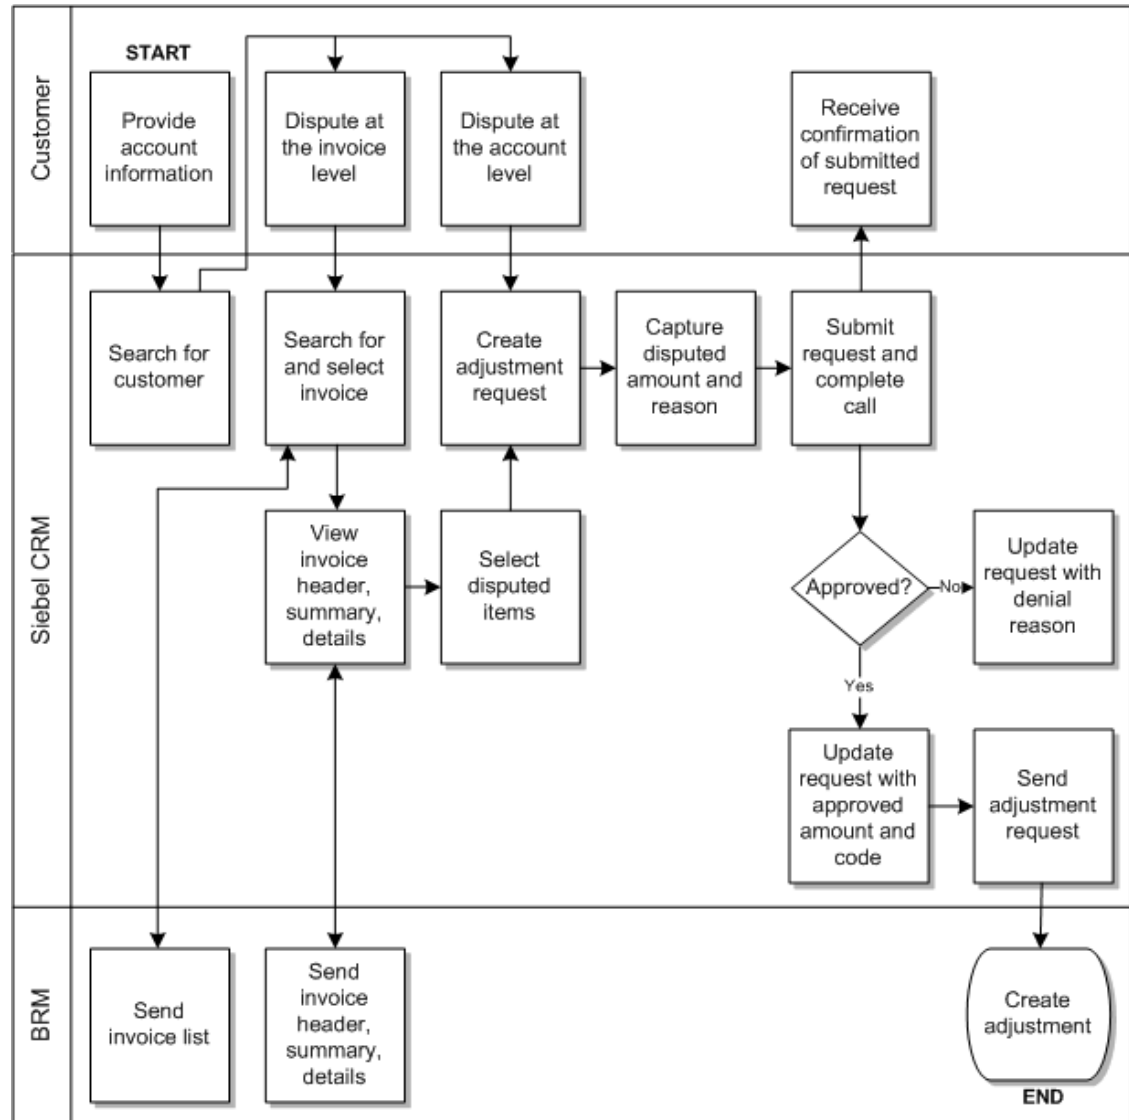 Customer
START
Provide
account
information
Dispute at
the invoice
level
Dispute at
the account
level
Receive
confirmation
of submitted
request
Siebel CRM
Search for
customer
Search for
and select
invoice
Create
adjustment
request
Capture
disputed
amount and
reason
Submit
request and
complete
call
View
invoice
header,
summary,
details
Select
disputed
items
Approved?
No
Update
request with
denial
reason
Yes
Update
request with
approved
amount and
code
Send
adjustment
request
BRM
Send
invoice list
Send
invoice
header,
summary,
details
Create
adjustment
END